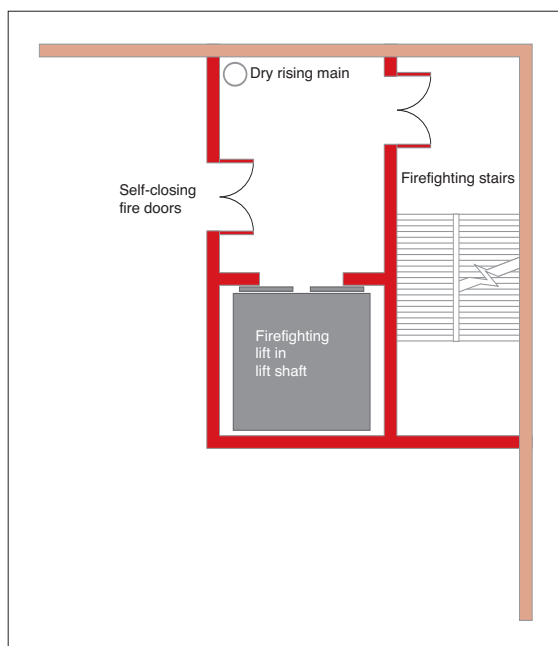 Dry rising main
Self-closing
fire doors
Firefighting stairs
Firefighting
lift in
lift shaft